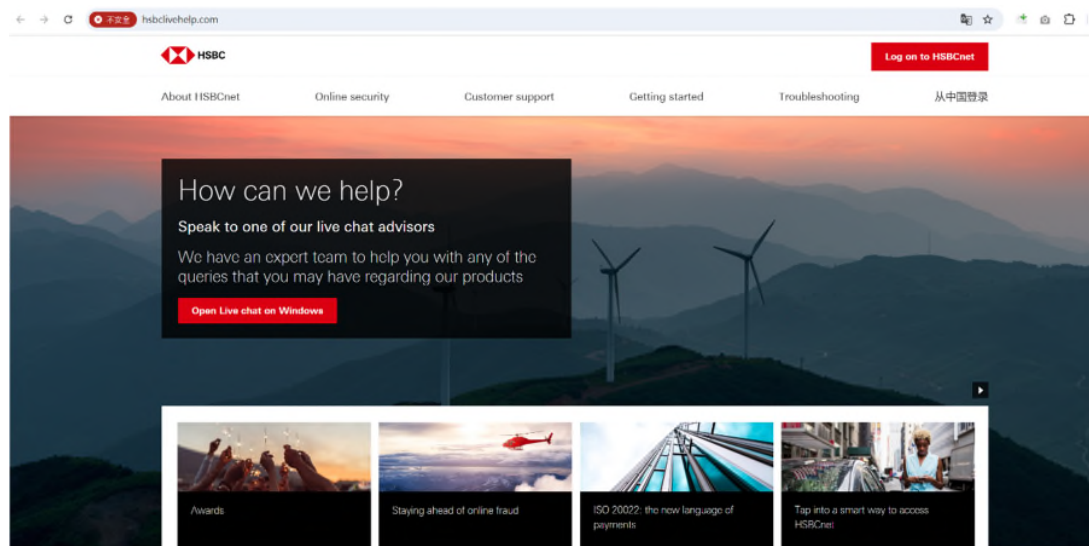 不安全 hsbclivehelp.com
HSBC
Log on to HSBCnet
About HSBCnet Online security Customer support Getting started Troubleshooting 从中国登录
How can we help?
Speak to one of our live chat advisors
We have an expert team to help you with any of the
queries that you may have regarding our products
Open Live chat on Windows
Awards
Staying ahead of online fraud
ISO 20022: the new language of
payments
Tap into a smart way to access
HSBCnet